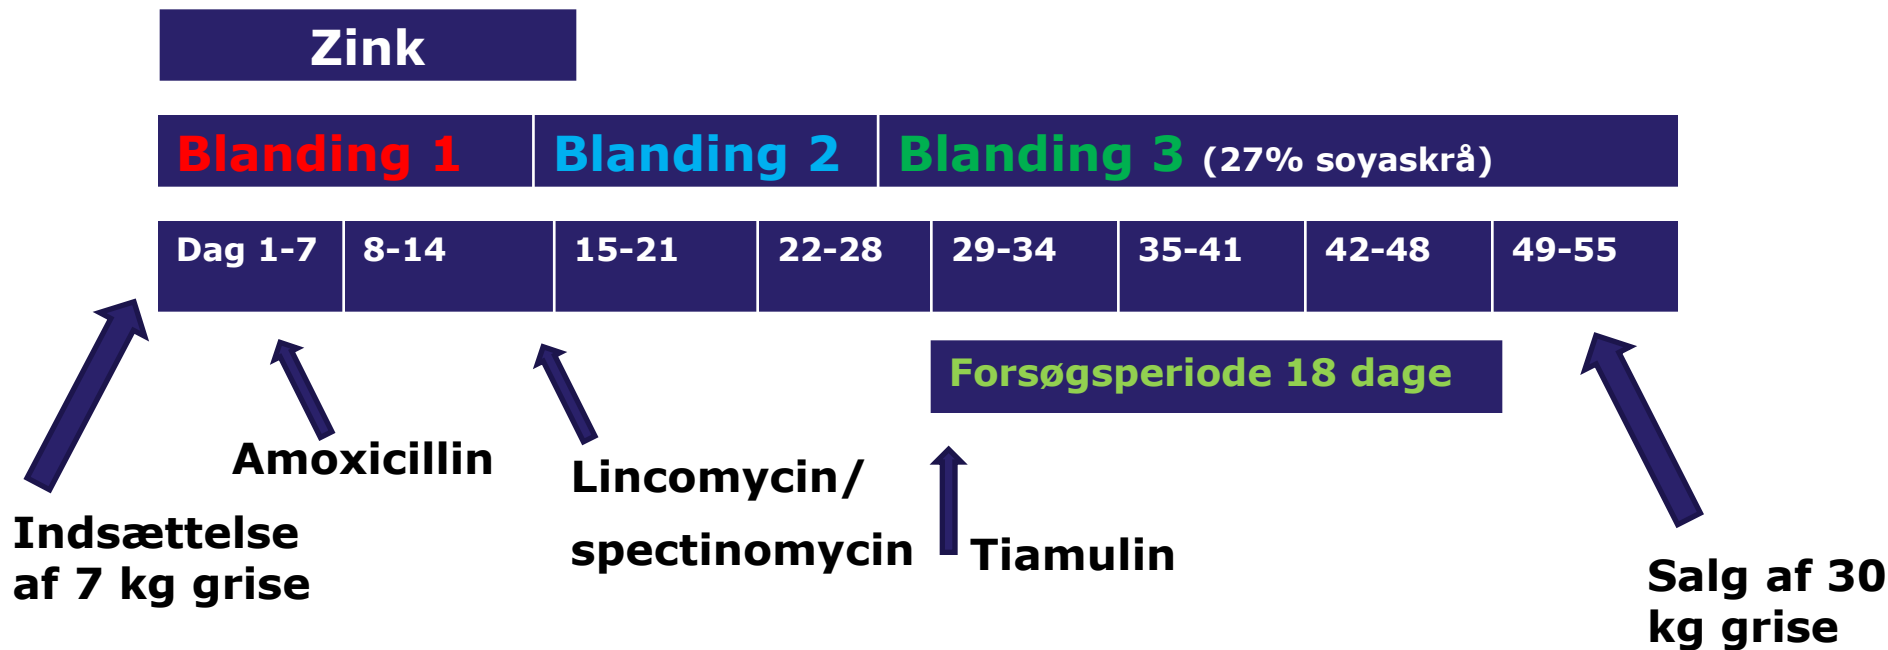 Zink
Blanding 1
Blanding 2
Blanding 3 (27% soyaskrå)
Dag 1-7
8-14
15-21
22-28
29-34
35-41
42-48
49-55
Forsøgsperiode 18 dage
Amoxicillin
Lincomycin/
spectinomycin
Tiamulin
Indsættelse
af 7 kg grise
Salg af 30
kg grise